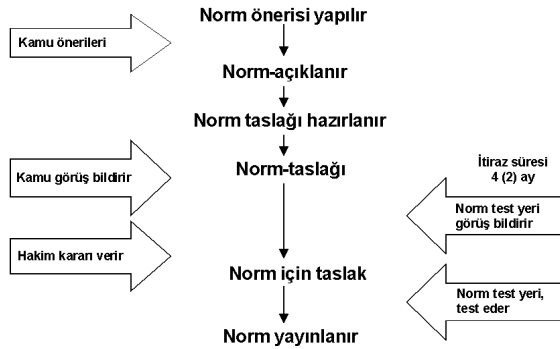 Norm önerisi yapılır
Kamu önerileri
Norm-açıklanır
Norm taslağı hazırlanır
Norm-taslağı
Kamu görüş bildirir
İtiraz süresi
4 (2) ay
Norm test yeri
görüş bildirir
Hakim kararı verir
Norm için taslak
Norm test yeri,
test eder
Norm yayınlanır